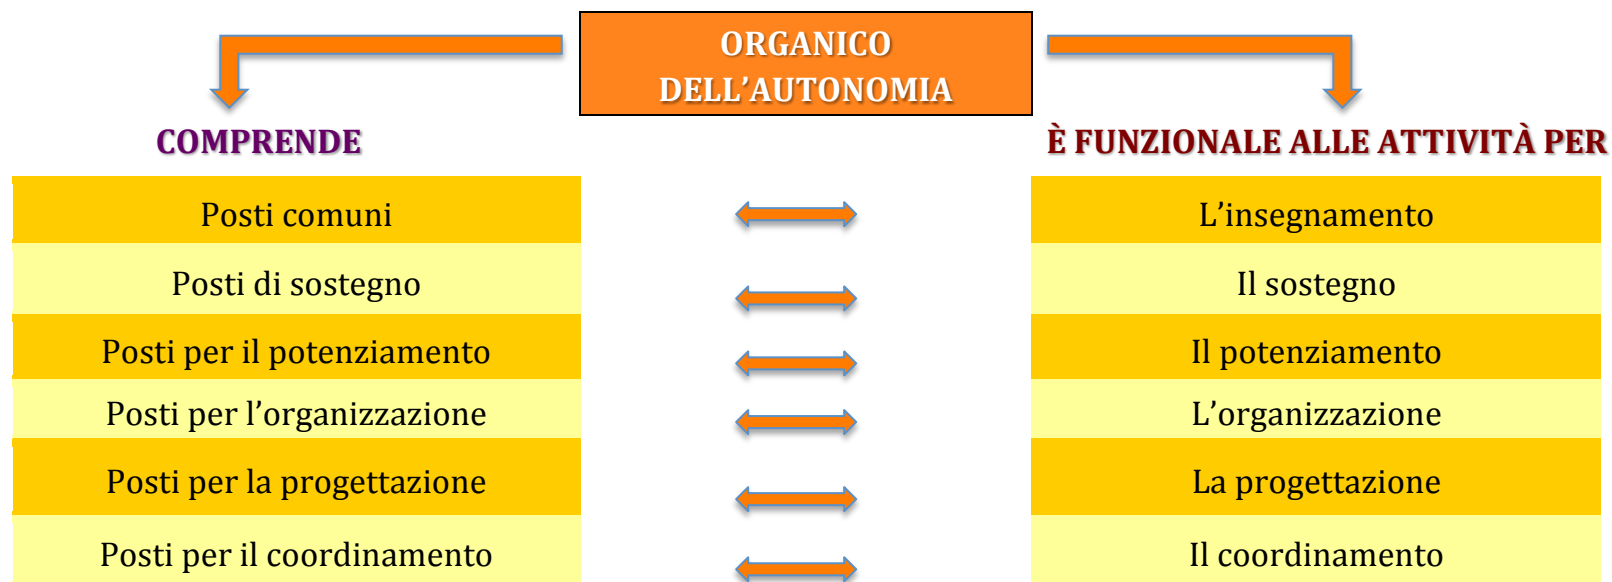 ORGANICO
DELL’AUTONOMIA
COMPRENDE
È FUNZIONALE ALLE ATTIVITÀ PER
Posti comuni
L’insegnamento
Posti di sostegno
Il sostegno
Posti per il potenziamento
Il potenziamento
Posti per l’organizzazione
L’organizzazione
Posti per la progettazione
La progettazione
Posti per il coordinamento
Il coordinamento